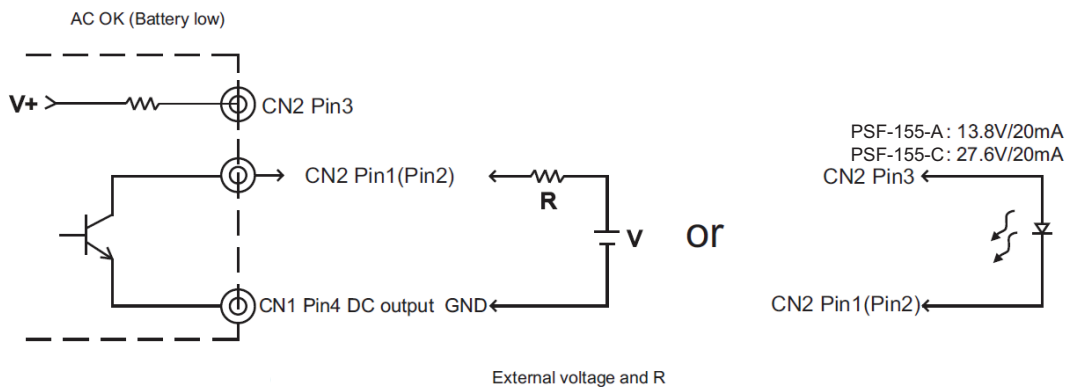 AC OK (Battery low)
V+
CN2 Pin3
CN2 Pin1(Pin2)
R
V
CN1 Pin4 DC output GND
or
PSF-155-A : 13.8V/20mA
PSF-155-C : 27.6V/20mA
CN2 Pin3
CN2 Pin1(Pin2)
External voltage and R